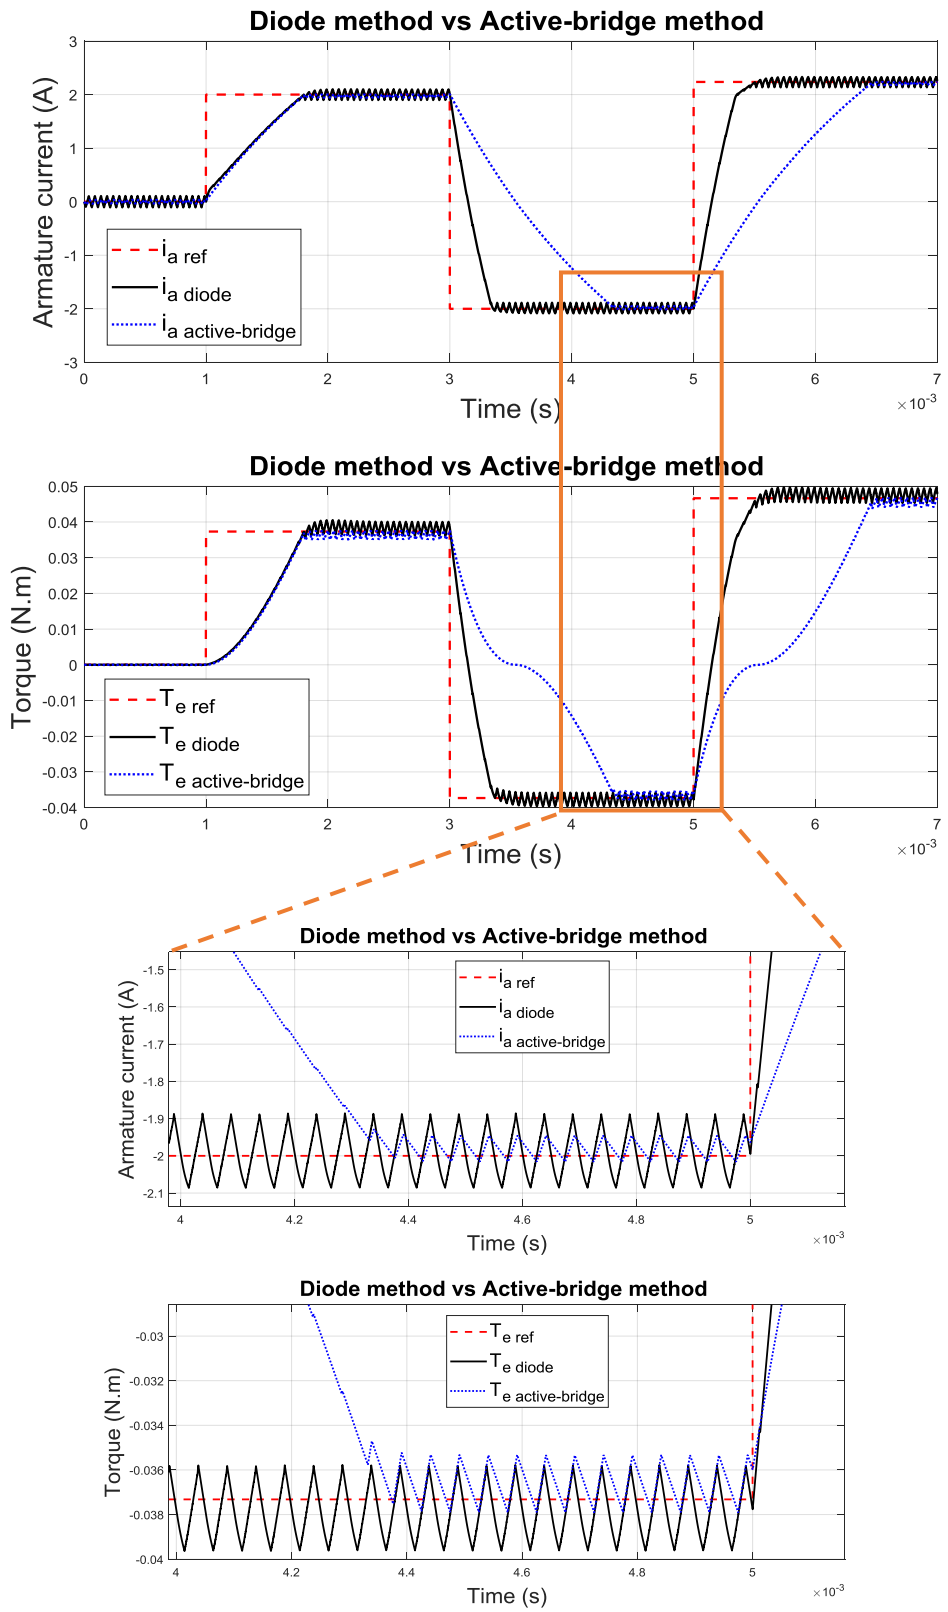 Diode method vs Active-bridge method
3
2
1
0
-1
-2
-3
Armature current (A)
i a ref
i a diode
i a active-bridge
0 1 2 3 4 5 6 7
Time (s)
×10-3
Diode method vs Active-bridge method
0.05
0.04
0.03
0.02
0.01
0
-0.01
-0.02
-0.03
-0.04
Torque (N.m)
T e ref
T e diode
T e active-bridge
0 1 2 3 4 5 6 7
Time (s)
×10-3
Diode method vs Active-bridge method
-1.5
-1.6
-1.7
-1.8
-1.9
-2
-2.1
Armature current (A)
i a ref
i a diode
i a active-bridge
4 4.2 4.4 4.6 4.8 5
Time (s)
×10-3
Diode method vs Active-bridge method
-0.03
-0.032
-0.034
-0.036
-0.038
-0.04
Torque (N.m)
T e ref
T e diode
T e active-bridge
4 4.2 4.4 4.6 4.8 5
Time (s)
×10-3